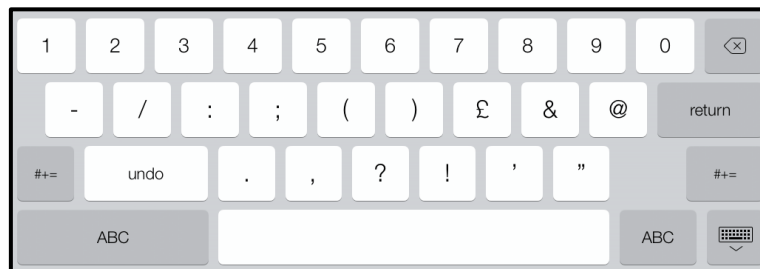 1 2 3 4 5 6 7 8 9 0
- / : ; ( ) £ & @ return
#+= undo . , ? ! ’ ” #+=
ABC ABC